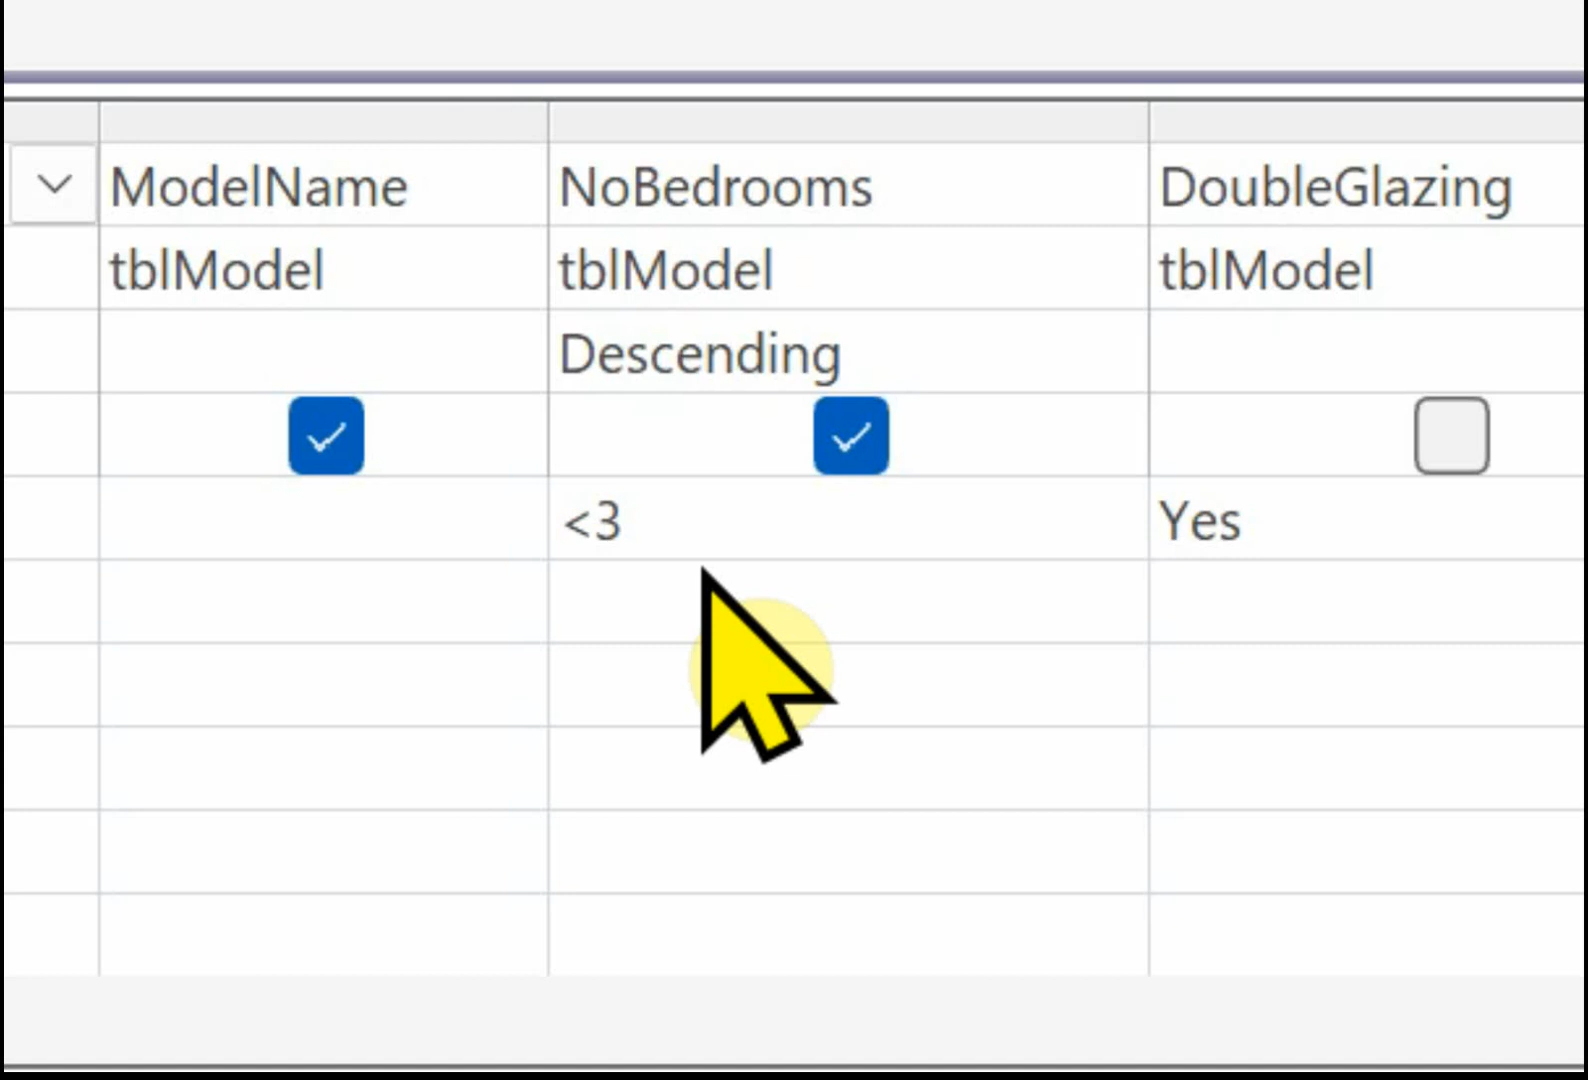 ModelName NoBedrooms DoubleGlazing
tblModel tblModel tblModel
Descending
<3 Yes